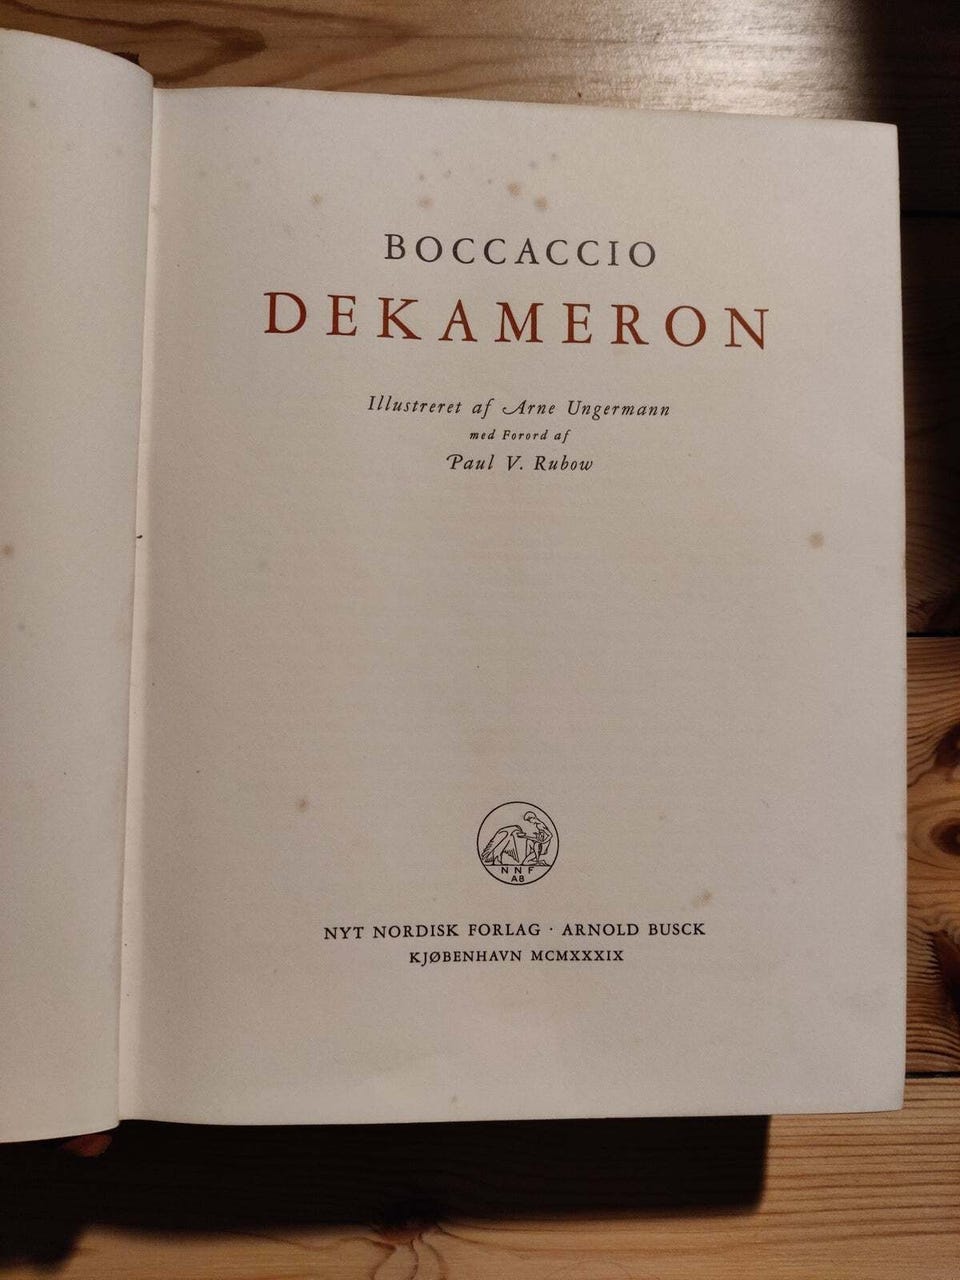 BOCCACCIO
DEKAMERON
Illustreret af Arne Ungermann
med Forord af
Paul V. Rubow
NNF
AB
NYT NORDISK FORLAG · ARNOLD BUSCK
KJØBENHAVN MCMXXXIX